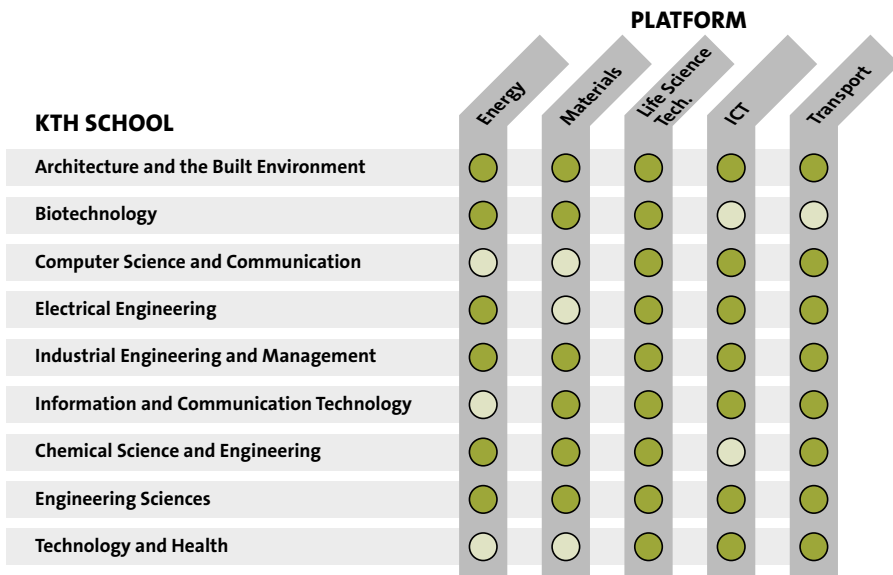 PLATFORM
Energy
Materials
Life Science
Tech.
ICT
Transport
KTH SCHOOL
Architecture and the Built Environment
Biotechnology
Computer Science and Communication
Electrical Engineering
Industrial Engineering and Management
Information and Communication Technology
Chemical Science and Engineering
Engineering Sciences
Technology and Health